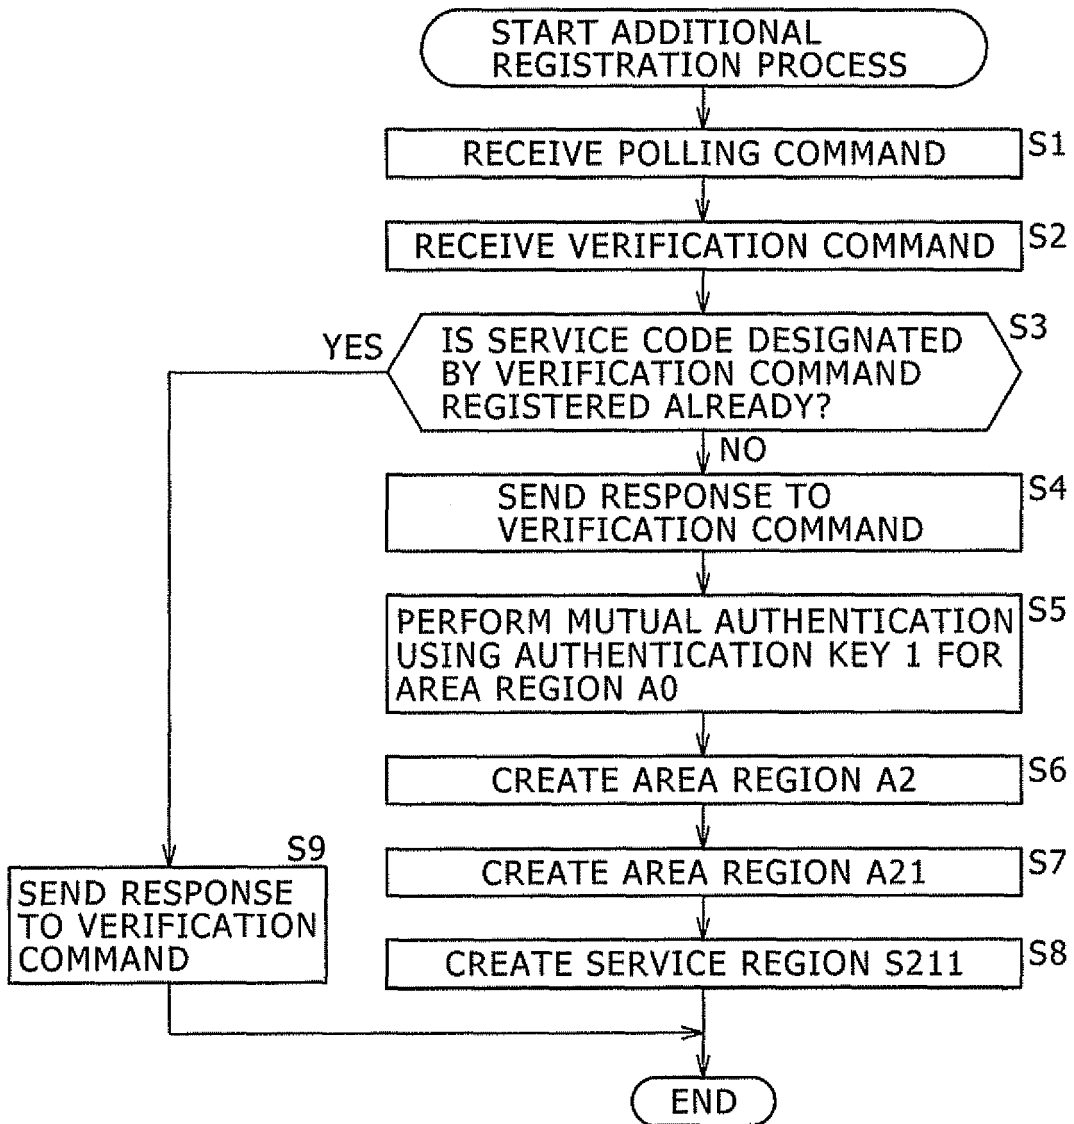 START ADDITIONAL
REGISTRATION PROCESS
RECEIVE POLLING COMMAND
S1
RECEIVE VERIFICATION COMMAND
S2
IS SERVICE CODE DESIGNATED
BY VERIFICATION COMMAND
REGISTERED ALREADY?
S3
YES
NO
SEND RESPONSE TO
VERIFICATION COMMAND
S4
PERFORM MUTUAL AUTHENTICATION
USING AUTHENTICATION KEY 1 FOR
AREA REGION A0
S5
CREATE AREA REGION A2
S6
CREATE AREA REGION A21
S7
CREATE SERVICE REGION S211
S8
S9
SEND RESPONSE
TO VERIFICATION
COMMAND
END